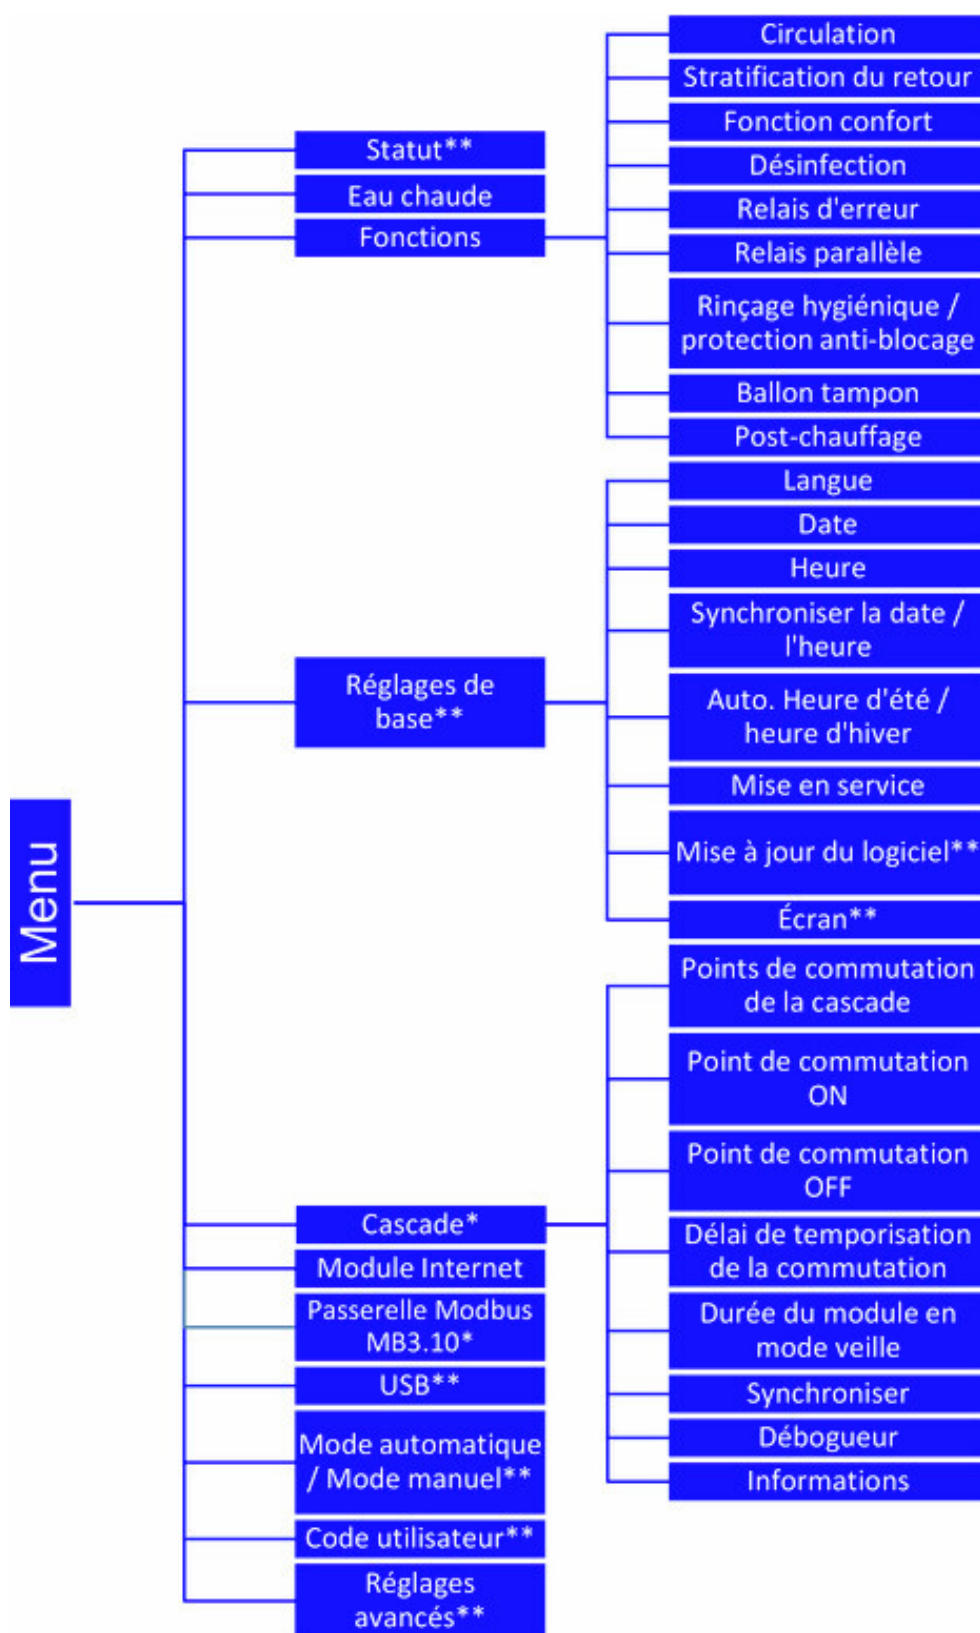 Menu
Statut**
Eau chaude
Fonctions
Circulation
Stratification du retour
Fonction confort
Désinfection
Relais d'erreur
Relais parallèle
Rinçage hygiénique /
protection anti-blocage
Ballon tampon
Post-chauffage
Réglages de
base**
Langue
Date
Heure
Synchroniser la date /
l'heure
Auto. Heure d'été /
heure d'hiver
Mise en service
Mise à jour du logiciel**
Écran**
Cascade*
Points de commutation
de la cascade
Point de commutation
ON
Point de commutation
OFF
Délai de temporisation
de la commutation
Durée du module en
mode veille
Synchroniser
Débogueur
Informations
Module Internet
Passerelle Modbus
MB3.10*
USB**
Mode automatique
/ Mode manuel**
Code utilisateur**
Réglages
avancés**